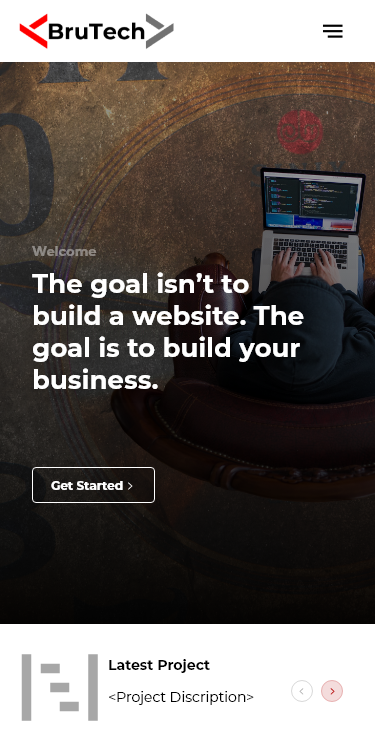 <BruTech>
Welcome
The goal isn’t to
build a website. The
goal is to build your
business.
Get Started >
Latest Project
<Project Discription>